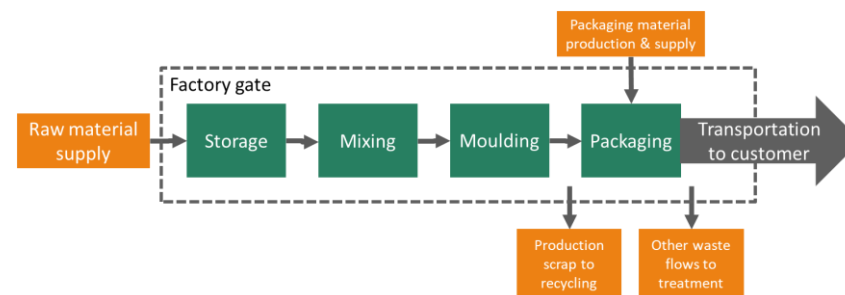 Packaging material
production & supply
Factory gate
Raw material
supply
Storage
Mixing
Moulding
Packaging
Transportation
to customer
Production
scrap to
recycling
Other waste
flows to
treatment